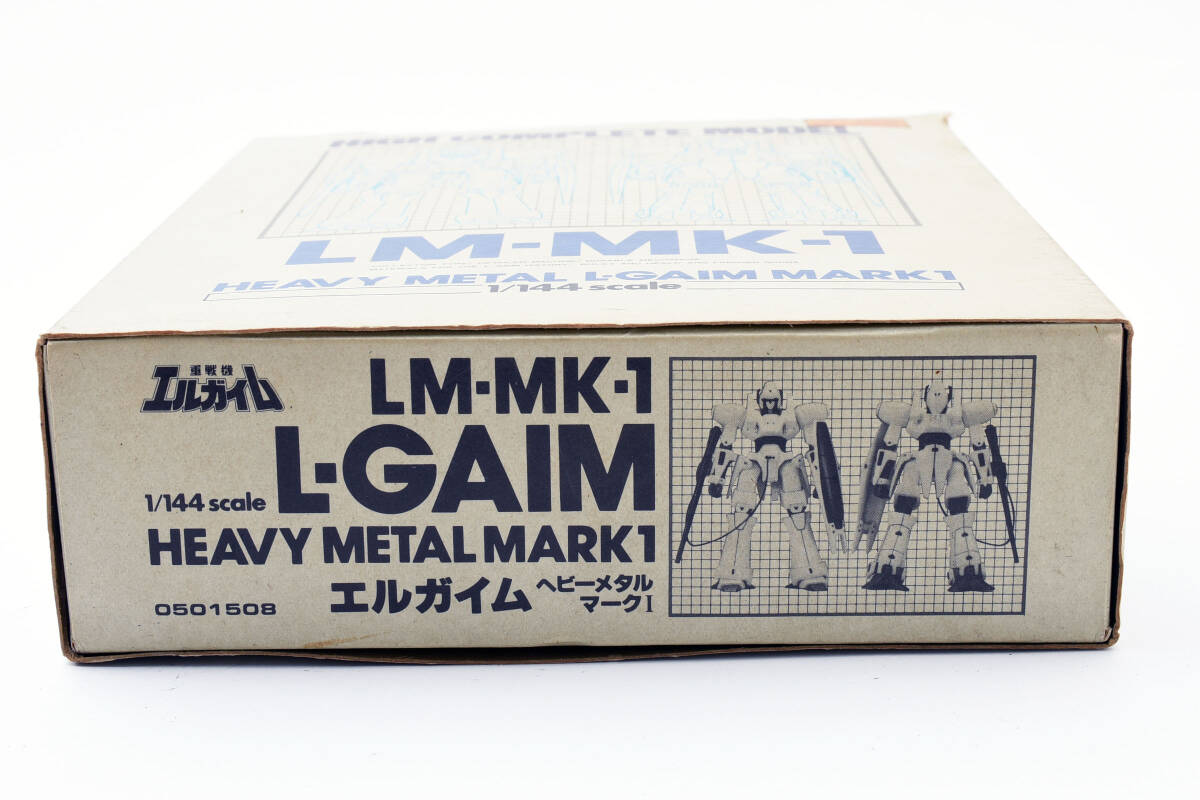 HIGH COMPLETE MODEL
LM-MK-1
HEAVY METAL L-GAIM MARK1
1/144 scale
重戦機
エルガイム
LM·MK·1
1/144 scale
L·GAIM
HEAVY METAL MARK1
エルガイム
ヘビーメタル
マークI
0501508